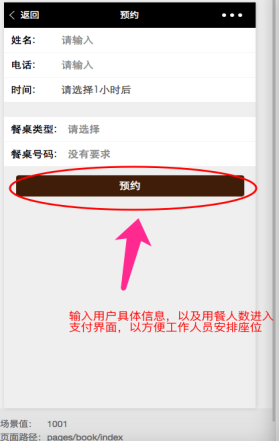 返回 预约
姓名： 请输入
电话： 请输入
时间： 请选择1小时后
餐桌类型： 请选择
餐桌号码： 没有要求
预约
输入用户具体信息，以及用餐人数进入
支付界面，以方便工作人员安排座位
场景值： 1001
页面路径： pages/book/index